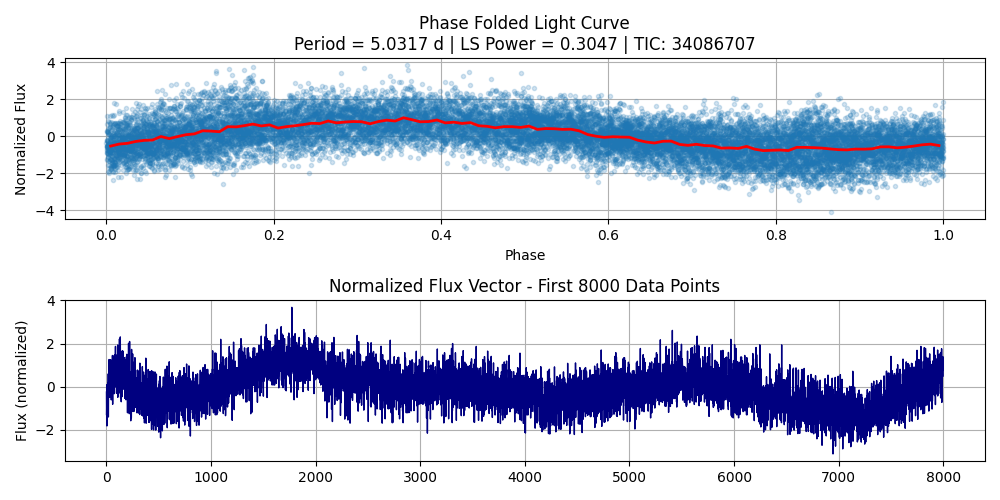 Phase Folded Light Curve
Period = 5.0317 d | LS Power = 0.3047 | TIC: 34086707
Normalized Flux
4
2
0
−2
−4
0.0 0.2 0.4 0.6 0.8 1.0
Phase
Normalized Flux Vector - First 8000 Data Points
Flux (normalized)
4
2
0
−2
0 1000 2000 3000 4000 5000 6000 7000 8000